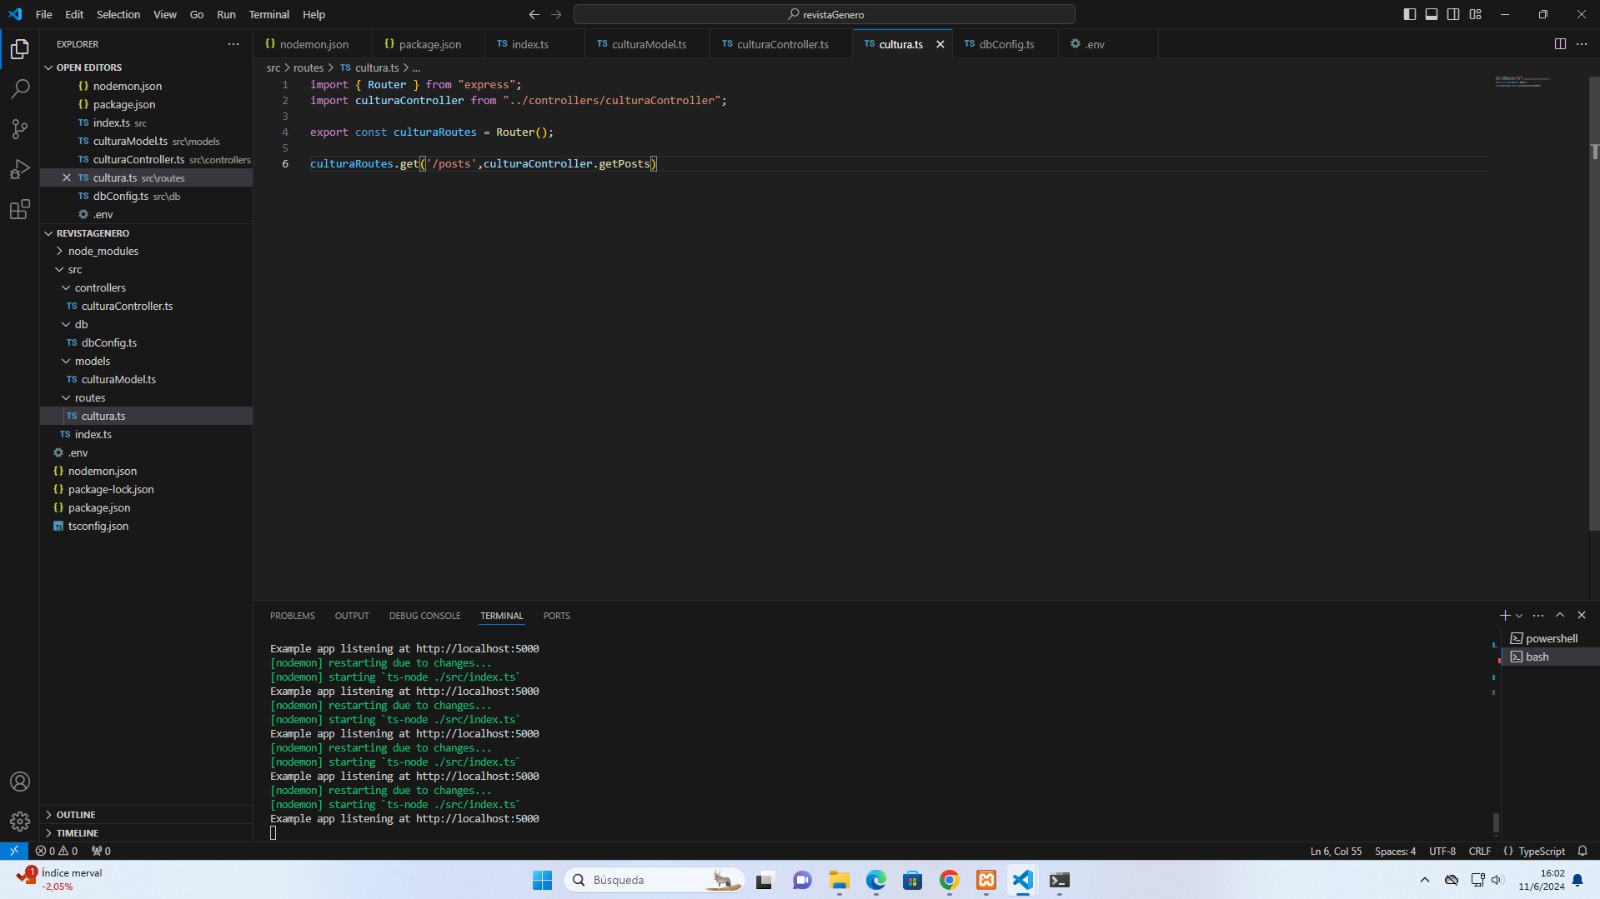 File Edit Selection View Go Run Terminal Help
revistaGenero
EXPLORER
OPEN EDITORS
nodemon.json
package.json
index.ts src
culturaModel.ts src\models
culturaController.ts src\controllers
cultura.ts src\routes
dbConfig.ts src\db
.env
REVISTAGENERO
node_modules
src
controllers
TS culturaController.ts
db
TS dbConfig.ts
models
TS culturaModel.ts
routes
TS cultura.ts
TS index.ts
.env
nodemon.json
package-lock.json
package.json
tsconfig.json
OUTLINE
TIMELINE
nodemon.json package.json TS index.ts TS culturaModel.ts TS culturaController.ts TS cultura.ts TS dbConfig.ts .env
src > routes > TS cultura.ts > ...
1 import { Router } from "express";
2 import culturaController from "../controllers/culturaController";
3
4 export const culturaRoutes = Router();
5
6 culturaRoutes.get('/posts',culturaController.getPosts)
PROBLEMS OUTPUT DEBUG CONSOLE TERMINAL PORTS
Example app listening at http://localhost:5000
[nodemon] restarting due to changes...
[nodemon] starting `ts-node ./src/index.ts`
Example app listening at http://localhost:5000
[nodemon] restarting due to changes...
[nodemon] starting `ts-node ./src/index.ts`
Example app listening at http://localhost:5000
[nodemon] restarting due to changes...
[nodemon] starting `ts-node ./src/index.ts`
Example app listening at http://localhost:5000
[nodemon] restarting due to changes...
[nodemon] starting `ts-node ./src/index.ts`
Example app listening at http://localhost:5000
powershell
bash
0 0 0
Ln 6, Col 55 Spaces: 4 UTF-8 CRLF {} TypeScript
1
Índice merval
-2,05%
Búsqueda
16:02
11/6/2024